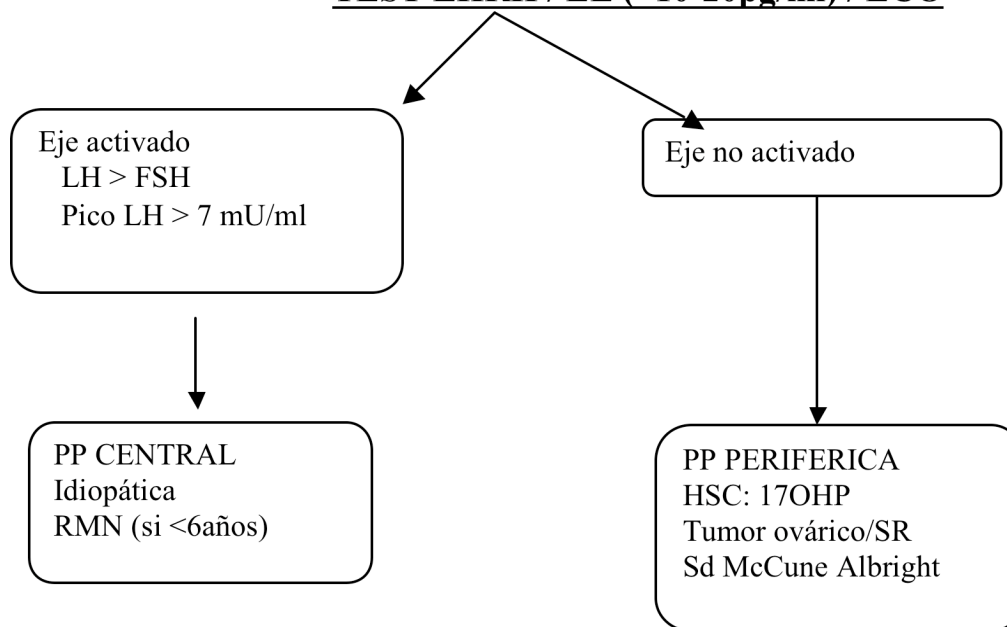 Eje activado
LH > FSH
Pico LH > 7 mU/ml
Eje no activado
PP CENTRAL
Idiopática
RMN (si <6años)
PP PERIFERICA
HSC: 17OHP
Tumor ovárico/SR
Sd McCune Albright